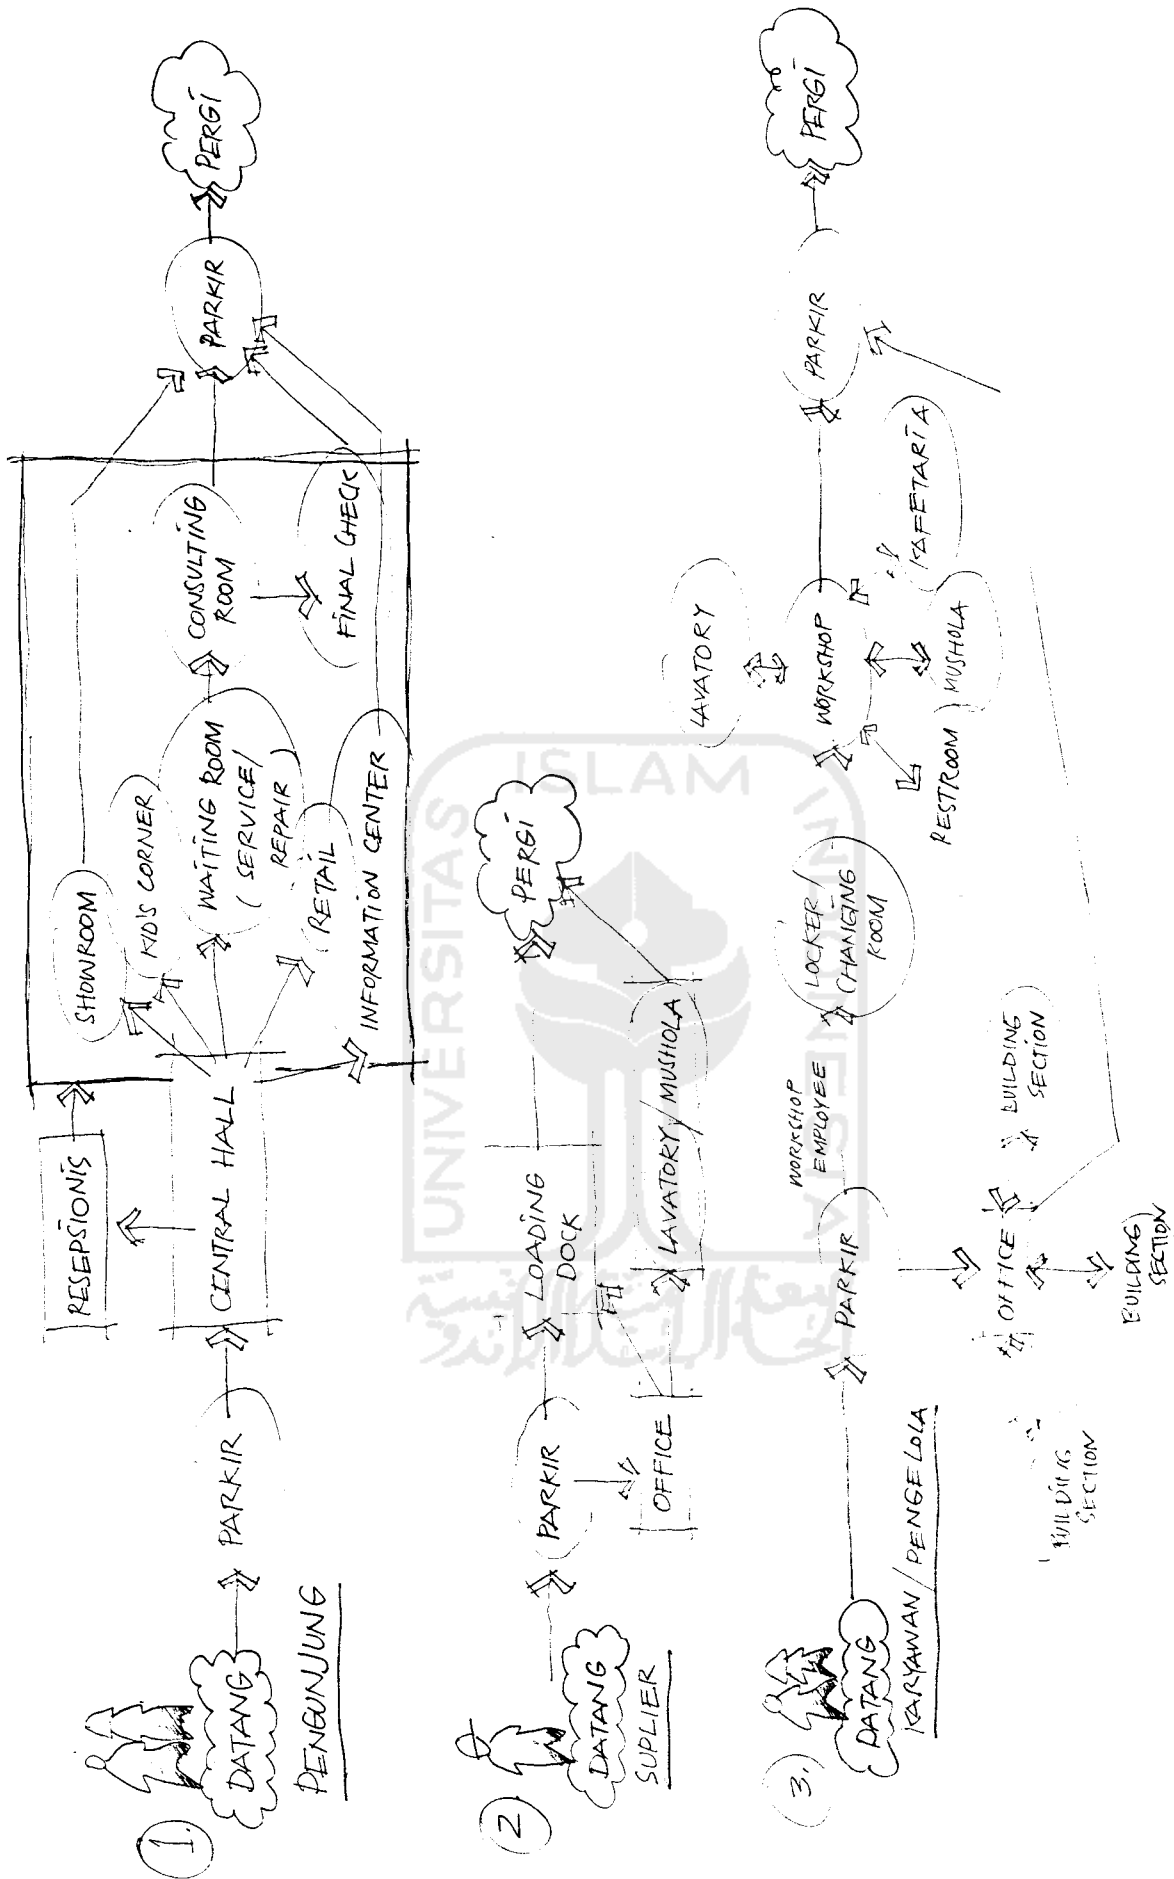 1.
DATANG
PENGUNJUNG
PARKIR
CENTRAL HALL
RESEPSIONIS
SHOWROOM
KID'S CORNER
WAITING ROOM
(SERVICE/
REPAIR)
RETAIL
INFORMATION CENTER
CONSULTING
ROOM
FINAL CHECK
PARKIR
PERGI
2
DATANG
SUPLIER
PARKIR
OFFICE
LOADING
DOCK
LAVATORY/MUSHOLA
PERGI
3.
DATANG
KARYAWAN/PENGELOLA
PARKIR
WORKSHOP
EMPLOYEE
LOCKER/
CHANGING
ROOM
WORKSHOP
LAVATORY
RESTROOM
MUSHOLA
KAFETARIA
PARKIR
PERGI
OFFICE
BUILDING
SECTION
BUILDING
SECTION
BUILDING
SECTION
UNIVERSITAS
ISLAM
INDONESIA